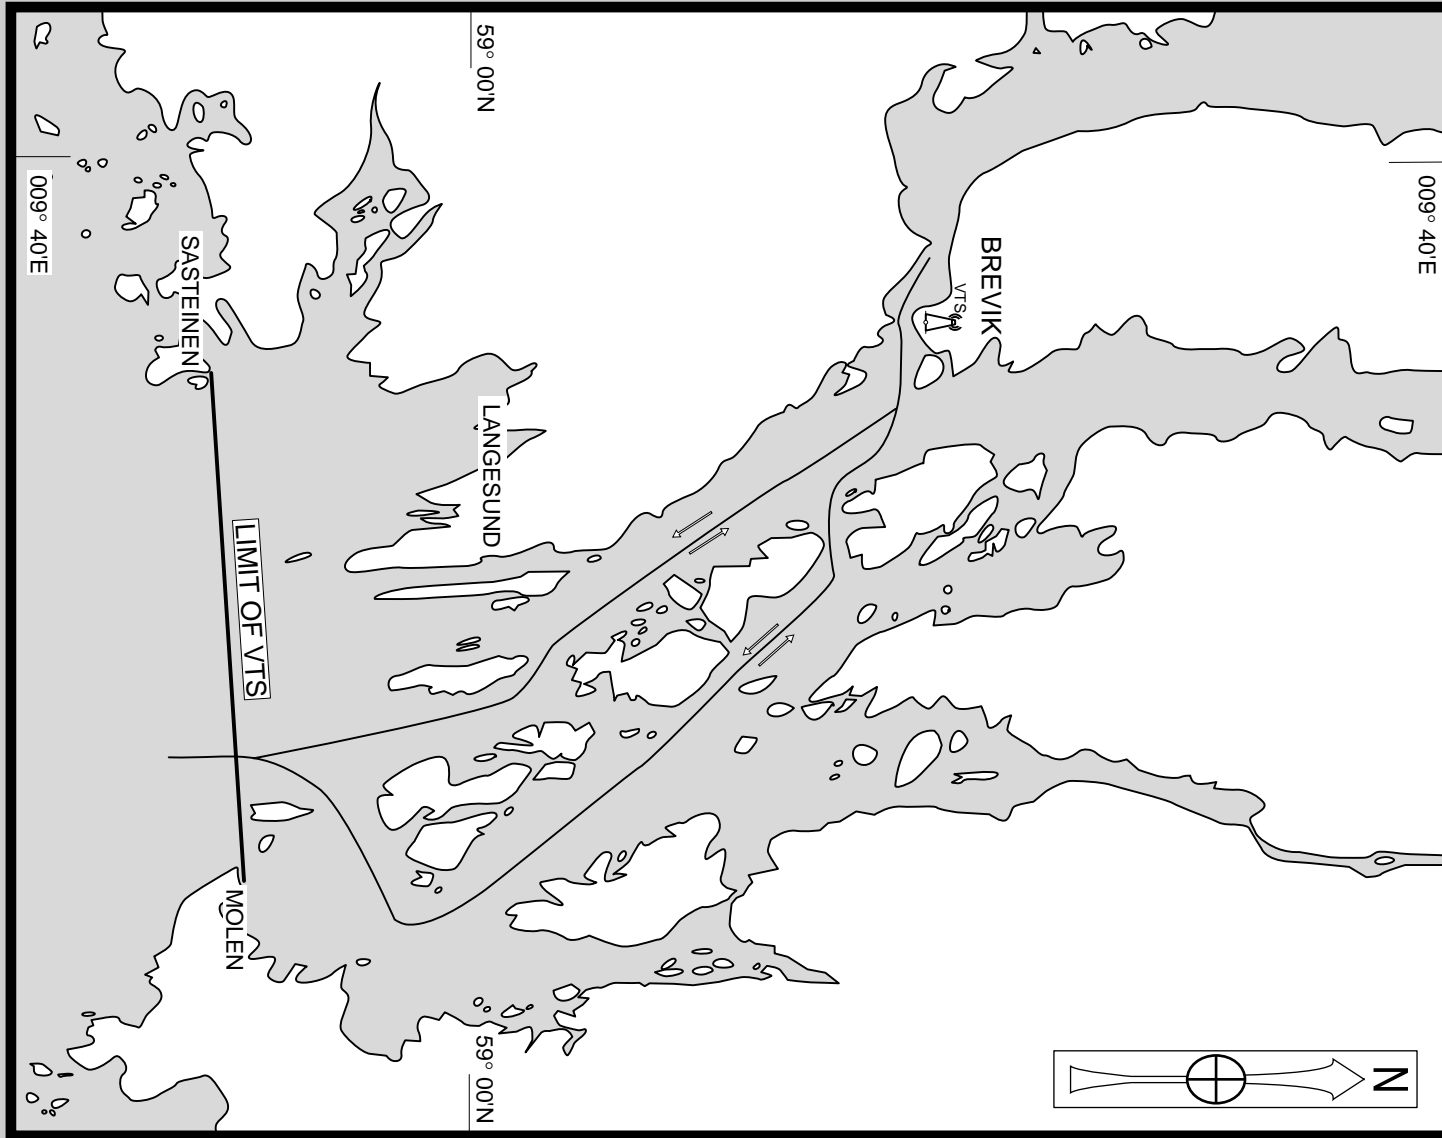 59° 00'N
009° 40'E
009° 40'E
BREVIK
VTS
SASTEINEN
LANGESUND
LIMIT OF VTS
MOLEN
59° 00'N
N